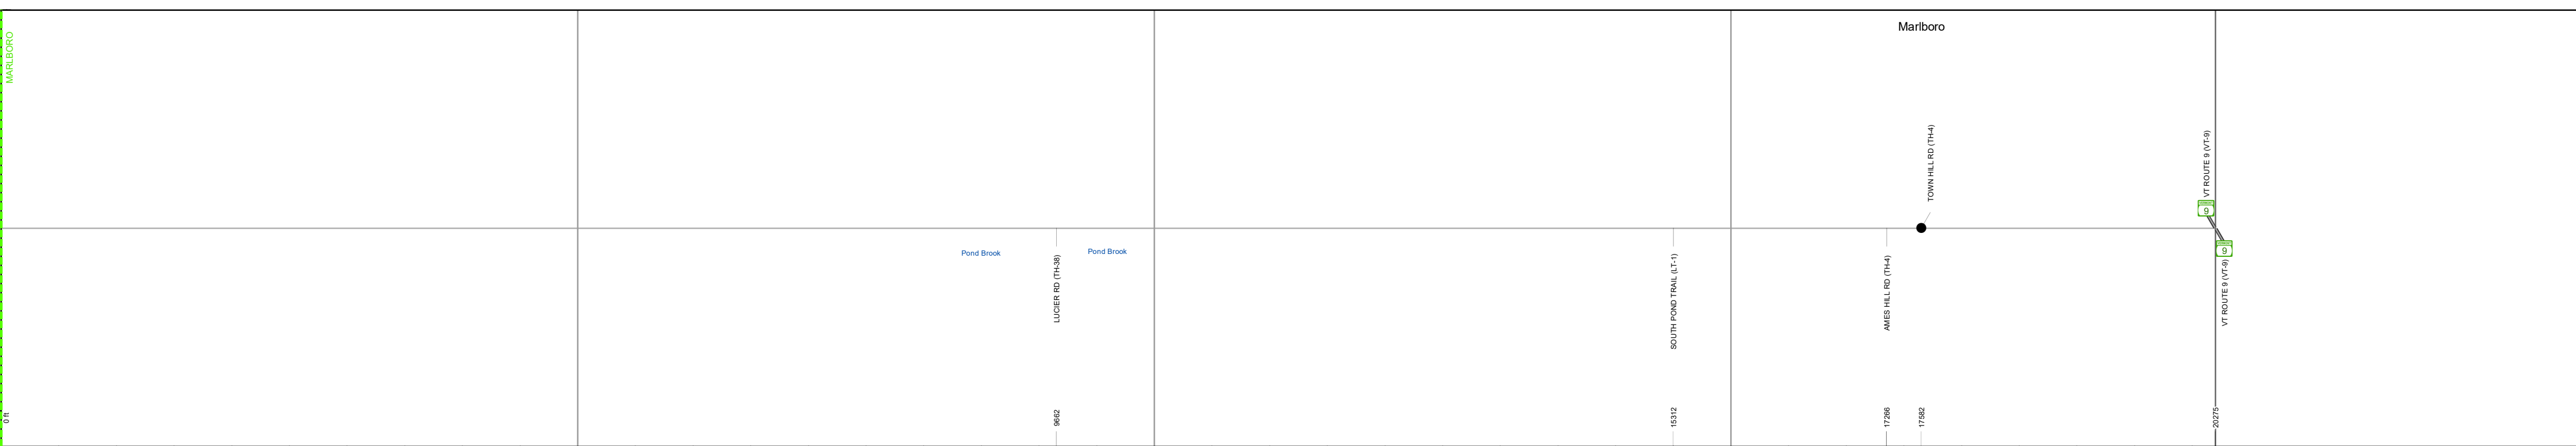 MARLBORO
Marlboro
TOWN HILL RD (TH-4)
VT ROUTE 9 (VT-9)
9
9
VT ROUTE 9 (VT-9)
Pond Brook
Pond Brook
LUCIER RD (TH-38)
SOUTH POND TRAIL (LT-1)
AMES HILL RD (TH-4)
0 ft
9662
15312
17266
17582
20275